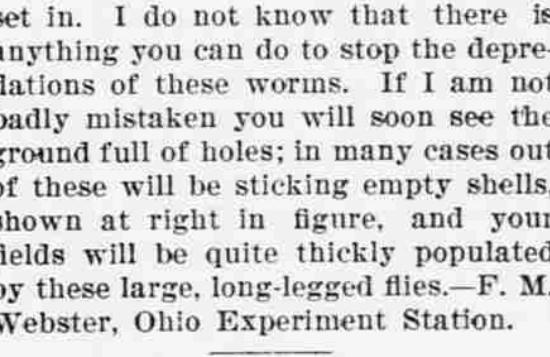 set in. I do not know that there is
anything you can do to stop the depre-
dations of these worms. If I am not
badly mistaken you will soon see the
ground full of holes; in many cases out
of these will be sticking empty shells,
shown at right in figure, and your
fields will be quite thickly populated
by these large, long-legged flies.—F. M.
Webster, Ohio Experiment Station.